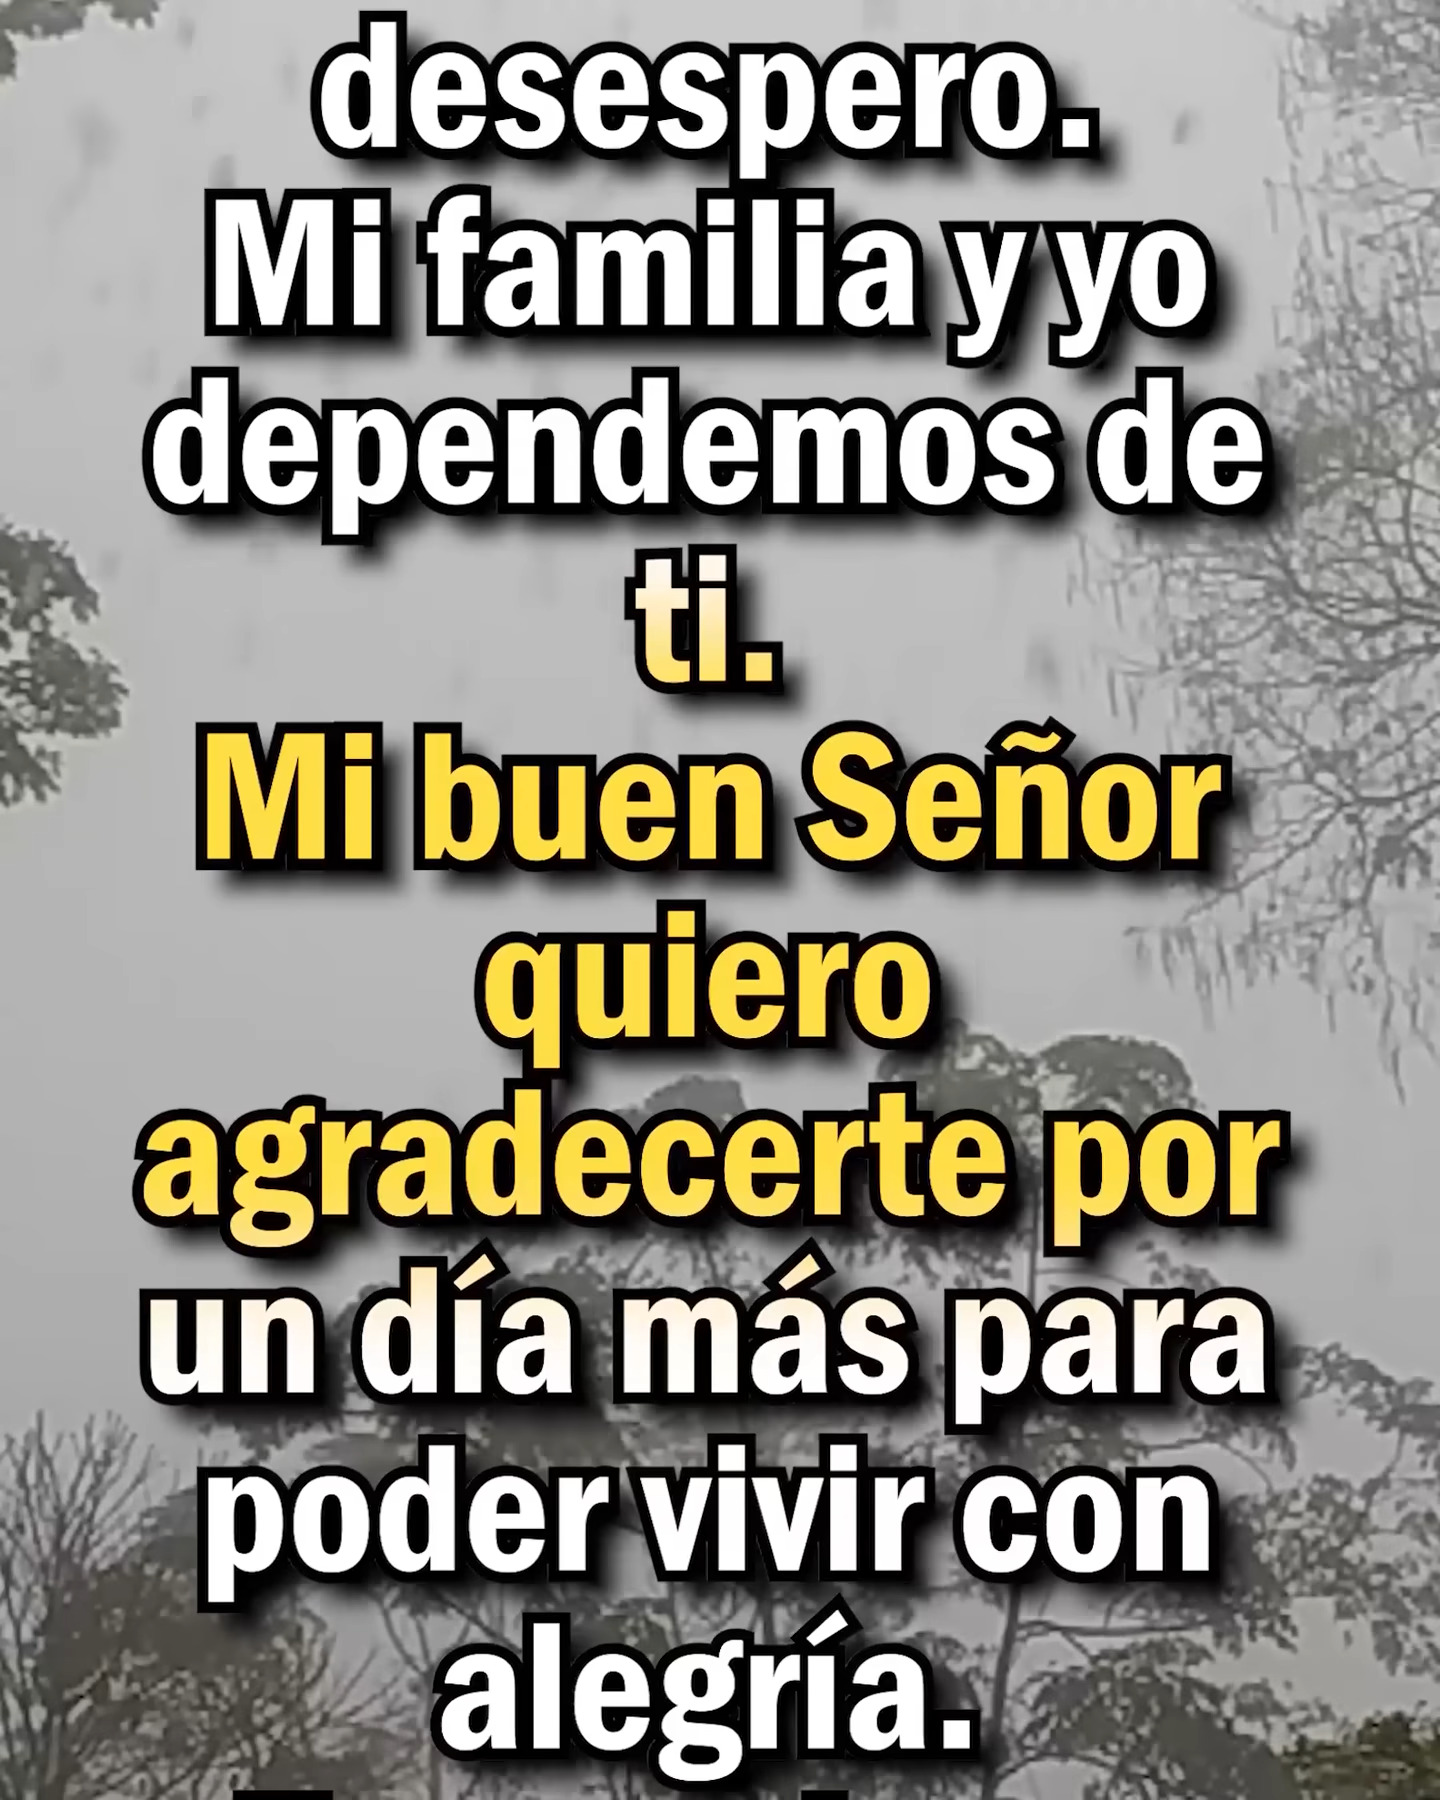 desespero.
Mi familia y yo
dependemos de
ti.
Mi buen Señor
quiero
agradecerte por
un día más para
poder vivir con
alegría.